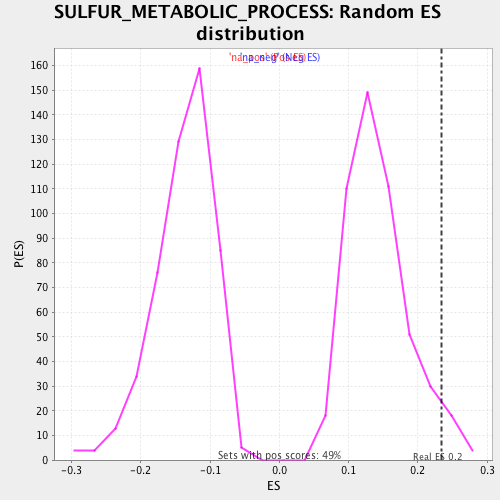 SULFUR_METABOLIC_PROCESS: Random ES
distribution
160
150
140
130
120
110
100
90
80
70
60
50
40
30
20
10
0
P(ES)
Sets with pos scores: 49%
Real ES 0.2
-0.3 -0.2 -0.1 0.0 0.1 0.2 0.3
ES